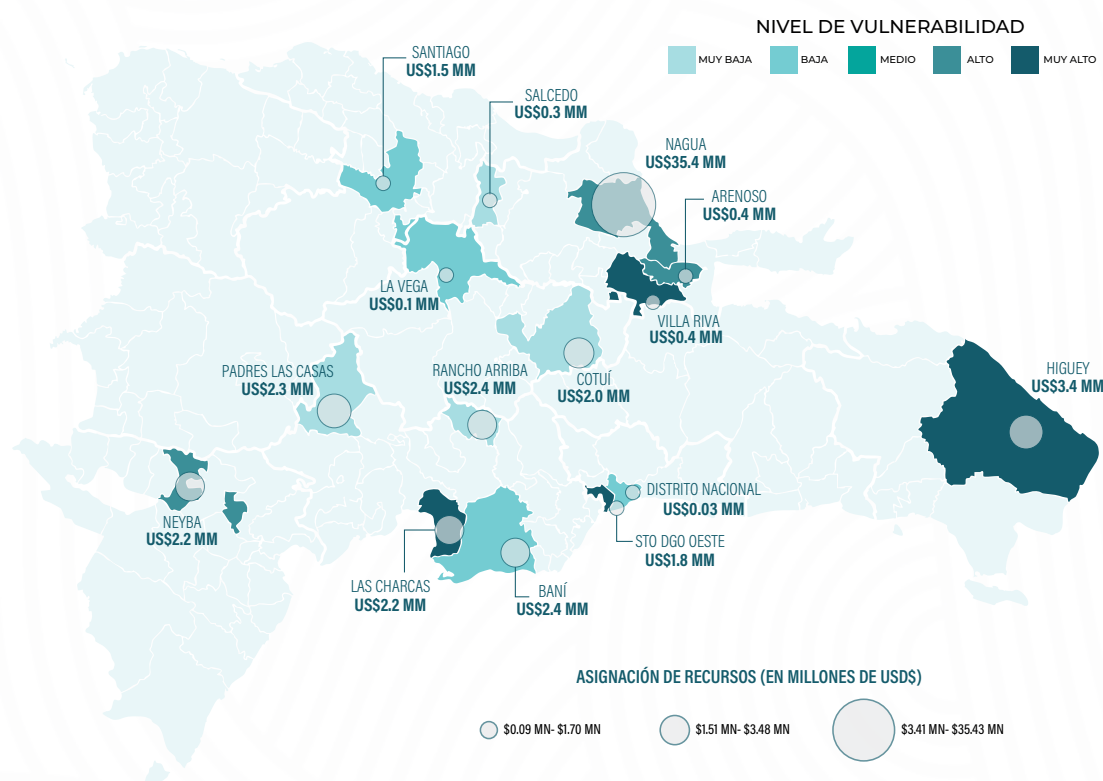 NIVEL DE VULNERABILIDAD
MUY BAJA
BAJA
MEDIO
ALTO
MUY ALTO
SANTIAGO
US$1.5 MM
SALCEDO
US$0.3 MM
NAGUA
US$35.4 MM
ARENOSO
US$0.4 MM
LA VEGA
US$0.1 MM
VILLA RIVA
US$0.4 MM
PADRES LAS CASAS
US$2.3 MM
RANCHO ARRIBA
US$2.4 MM
COTUÍ
US$2.0 MM
HIGUEY
US$3.4 MM
NEYBA
US$2.2 MM
DISTRITO NACIONAL
US$0.03 MM
STO DGO OESTE
US$1.8 MM
LAS CHARCAS
US$2.2 MM
BANÍ
US$2.4 MM
ASIGNACIÓN DE RECURSOS (EN MILLONES DE USD$)
$0.09 MN- $1.70 MN
$1.51 MN- $3.48 MN
$3.41 MN- $35.43 MN